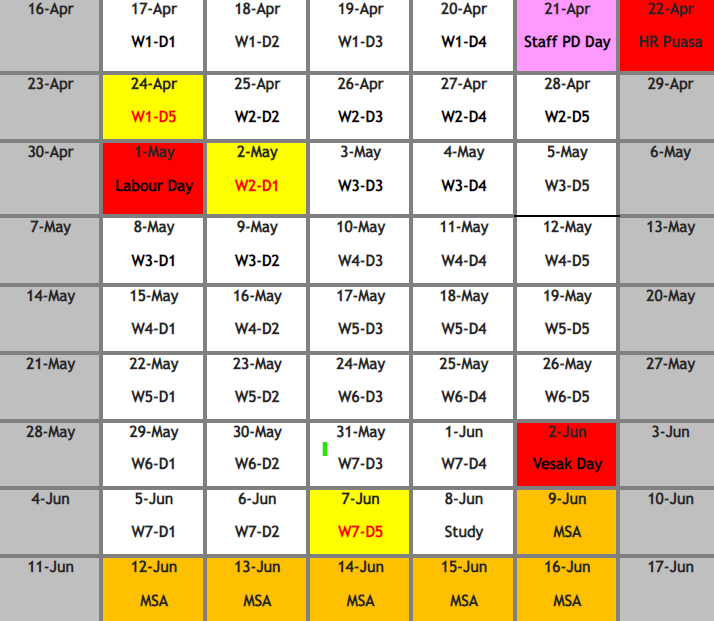 16-Apr 17-Apr 18-Apr 19-Apr 20-Apr 21-Apr 22-Apr
W1-D1 W1-D2 W1-D3 W1-D4 Staff PD Day HR Puasa
23-Apr 24-Apr 25-Apr 26-Apr 27-Apr 28-Apr 29-Apr
W1-D5 W2-D2 W2-D3 W2-D4 W2-D5
30-Apr 1-May 2-May 3-May 4-May 5-May 6-May
Labour Day W2-D1 W3-D3 W3-D4 W3-D5
7-May 8-May 9-May 10-May 11-May 12-May 13-May
W3-D1 W3-D2 W4-D3 W4-D4 W4-D5
14-May 15-May 16-May 17-May 18-May 19-May 20-May
W4-D1 W4-D2 W5-D3 W5-D4 W5-D5
21-May 22-May 23-May 24-May 25-May 26-May 27-May
W5-D1 W5-D2 W6-D3 W6-D4 W6-D5
28-May 29-May 30-May 31-May 1-Jun 2-Jun 3-Jun
W6-D1 W6-D2 W7-D3 W7-D4 Vesak Day
4-Jun 5-Jun 6-Jun 7-Jun 8-Jun 9-Jun 10-Jun
W7-D1 W7-D2 W7-D5 Study MSA
11-Jun 12-Jun 13-Jun 14-Jun 15-Jun 16-Jun 17-Jun
MSA MSA MSA MSA MSA